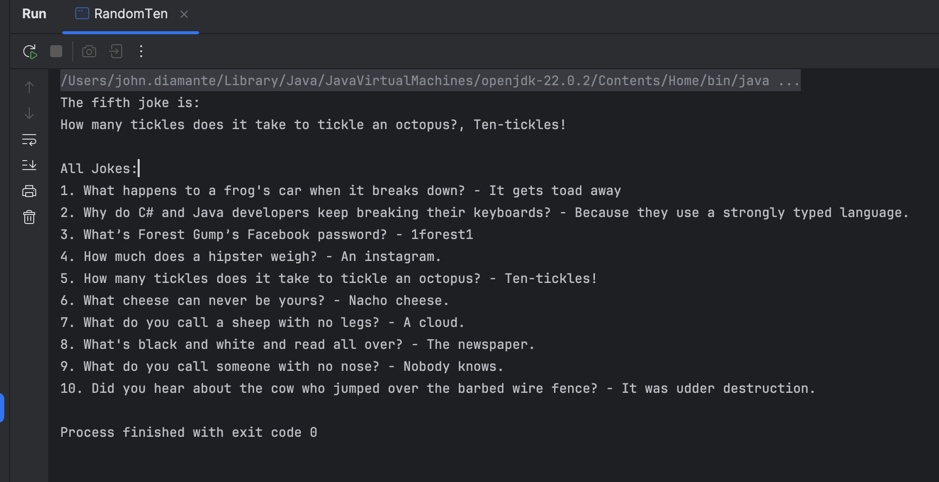 Run RandomTen
/Users/john.diamante/Library/Java/JavaVirtualMachines/openjdk-22.0.2/Contents/Home/bin/java ...
The fifth joke is:
How many tickles does it take to tickle an octopus?, Ten-tickles!
All Jokes:
1. What happens to a frog's car when it breaks down? - It gets toad away
2. Why do C# and Java developers keep breaking their keyboards? - Because they use a strongly typed language.
3. What’s Forest Gump’s Facebook password? - 1forest1
4. How much does a hipster weigh? - An instagram.
5. How many tickles does it take to tickle an octopus? - Ten-tickles!
6. What cheese can never be yours? - Nacho cheese.
7. What do you call a sheep with no legs? - A cloud.
8. What's black and white and read all over? - The newspaper.
9. What do you call someone with no nose? - Nobody knows.
10. Did you hear about the cow who jumped over the barbed wire fence? - It was udder destruction.
Process finished with exit code 0